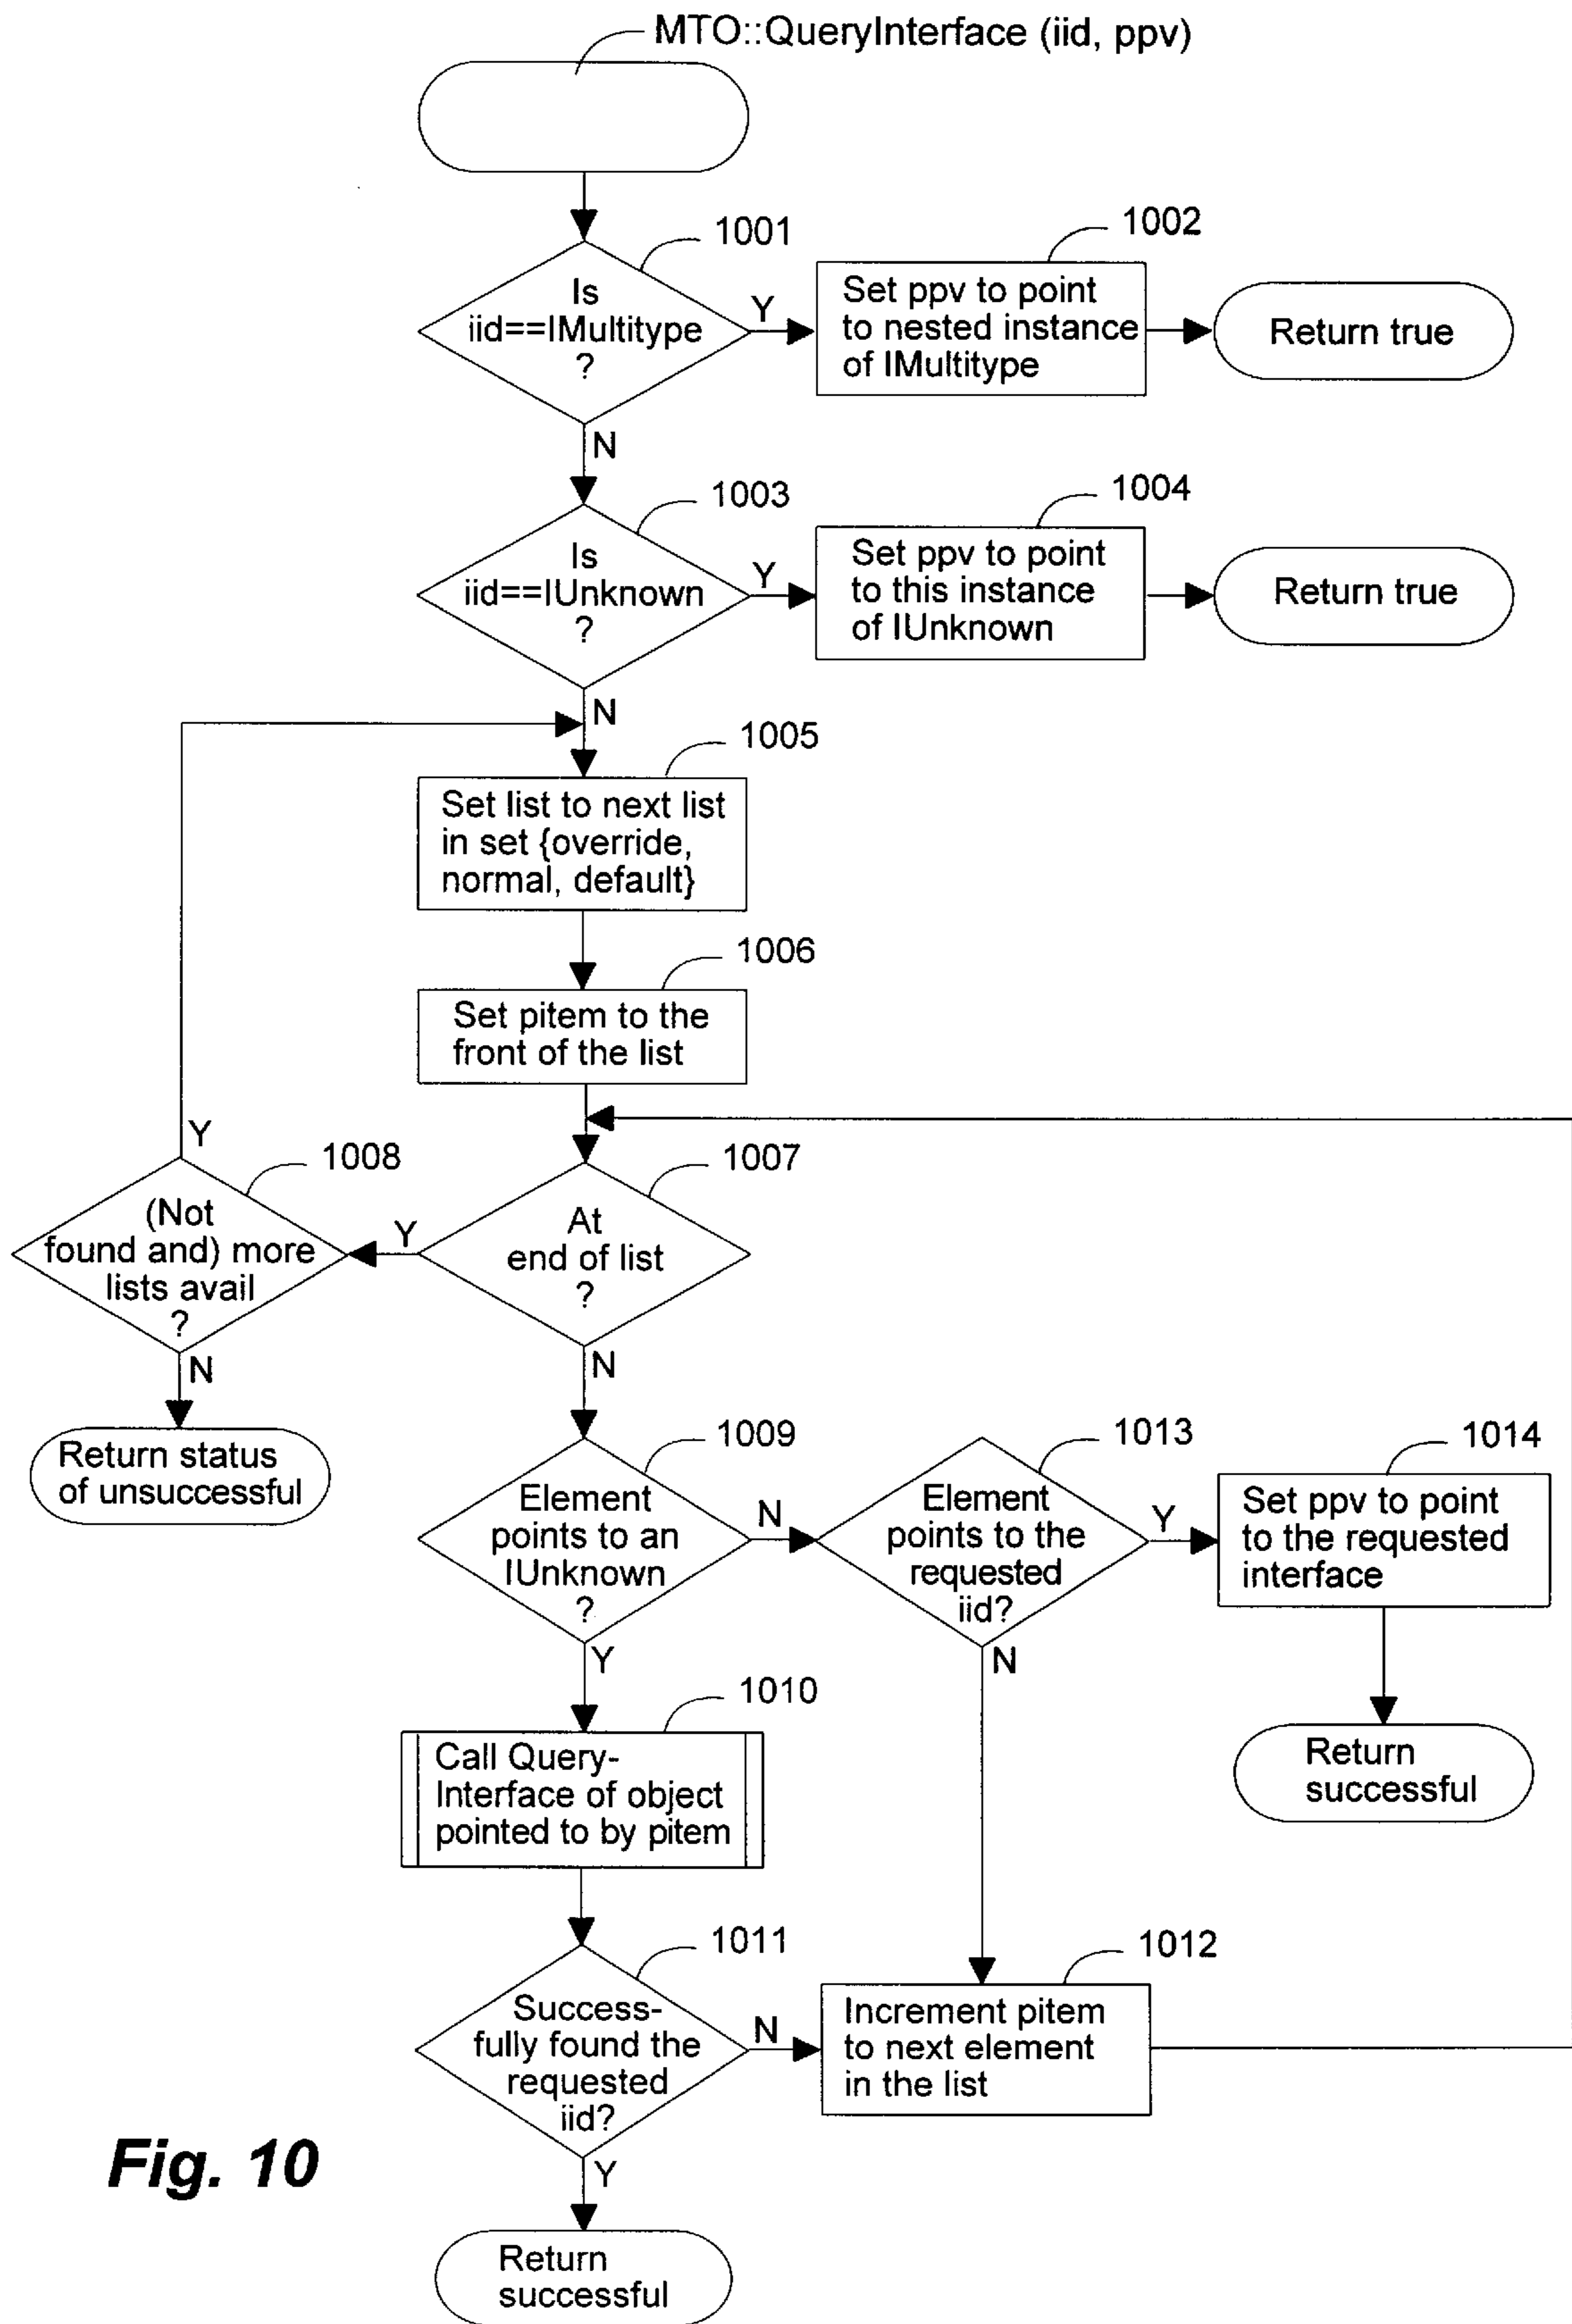 MTO::QueryInterface (iid, ppv)
1001
Is
iid==IMultitype
?
Y
N
1002
Set ppv to point
to nested instance
of IMultitype
Return true
1003
Is
iid==IUnknown
?
Y
N
1004
Set ppv to point
to this instance
of IUnknown
Return true
1005
Set list to next list
in set {override,
normal, default}
1006
Set pitem to the
front of the list
1007
At
end of list
?
Y
N
1008
(Not
found and) more
lists avail
?
Y
N
Return status
of unsuccessful
1009
Element
points to an
IUnknown
?
N
Y
1013
Element
points to the
requested
iid?
Y
N
1014
Set ppv to point
to the requested
interface
Return
successful
1010
Call Query-
Interface of object
pointed to by pitem
1011
Success-
fully found the
requested
iid?
N
Y
1012
Increment pitem
to next element
in the list
Return
successful
Fig. 10